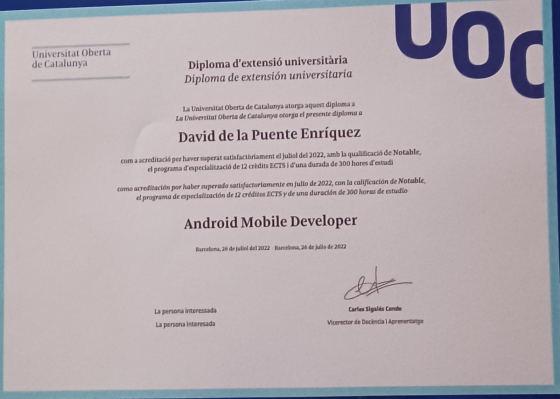 Universitat Oberta
de Catalunya
UOC
Diploma d'extensió universitària
Diploma de extensión universitaria
La Universitat Oberta de Catalunya atorga aquest diploma a
La Universitat Oberta de Catalunya otorga el presente diploma a
David de la Puente Enríquez
com a acreditació per haver superat satisfactòriament el juliol del 2022, amb la qualificació de Notable,
el programa d'especialització de 12 crèdits ECTS i d'una durada de 300 hores d'estudi
como acreditación por haber superado satisfactoriamente en julio de 2022, con la calificación de Notable,
el programa de especialización de 12 créditos ECTS y de una duración de 300 horas de estudio
Android Mobile Developer
Barcelona, 26 de juliol del 2022 Barcelona, 26 de julio de 2022
La persona interessada
La persona interesada
Carles Sigalés Conde
Vicerector de Docència i Aprenentatge